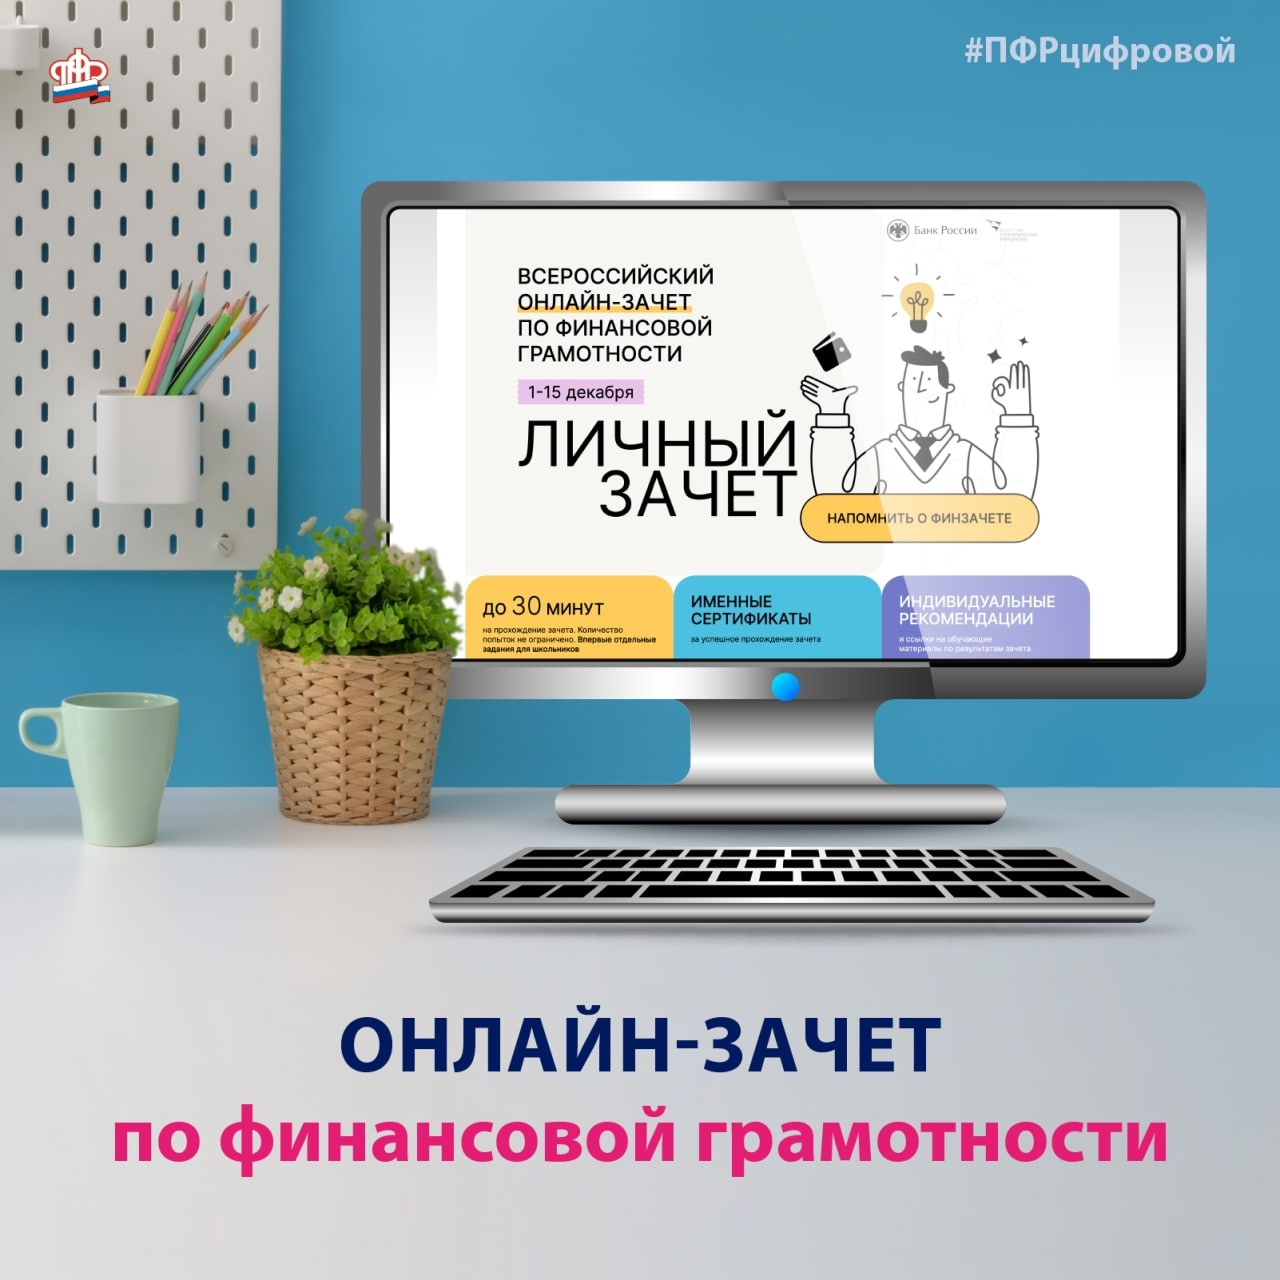 #ПФРцифровой
Банк России
ВСЕРОССИЙСКИЙ
ОНЛАЙН-ЗАЧЕТ
ПО ФИНАНСОВОЙ
ГРАМОТНОСТИ
1-15 декабря
ЛИЧНЫЙ
ЗАЧЕТ
НАПОМНИТЬ О ФИНЗАЧЕТЕ
ДО 30 МИНУТ
на прохождение зачета. Количество
попыток не ограничено. Впервые отдельные
задания для школьников
ИМЕННЫЕ
СЕРТИФИКАТЫ
за успешное прохождение зачета
ИНДИВИДУАЛЬНЫЕ
РЕКОМЕНДАЦИИ
и ссылки на обучающие
материалы по результатам зачета
ОНЛАЙН-ЗАЧЕТ
по финансовой грамотности